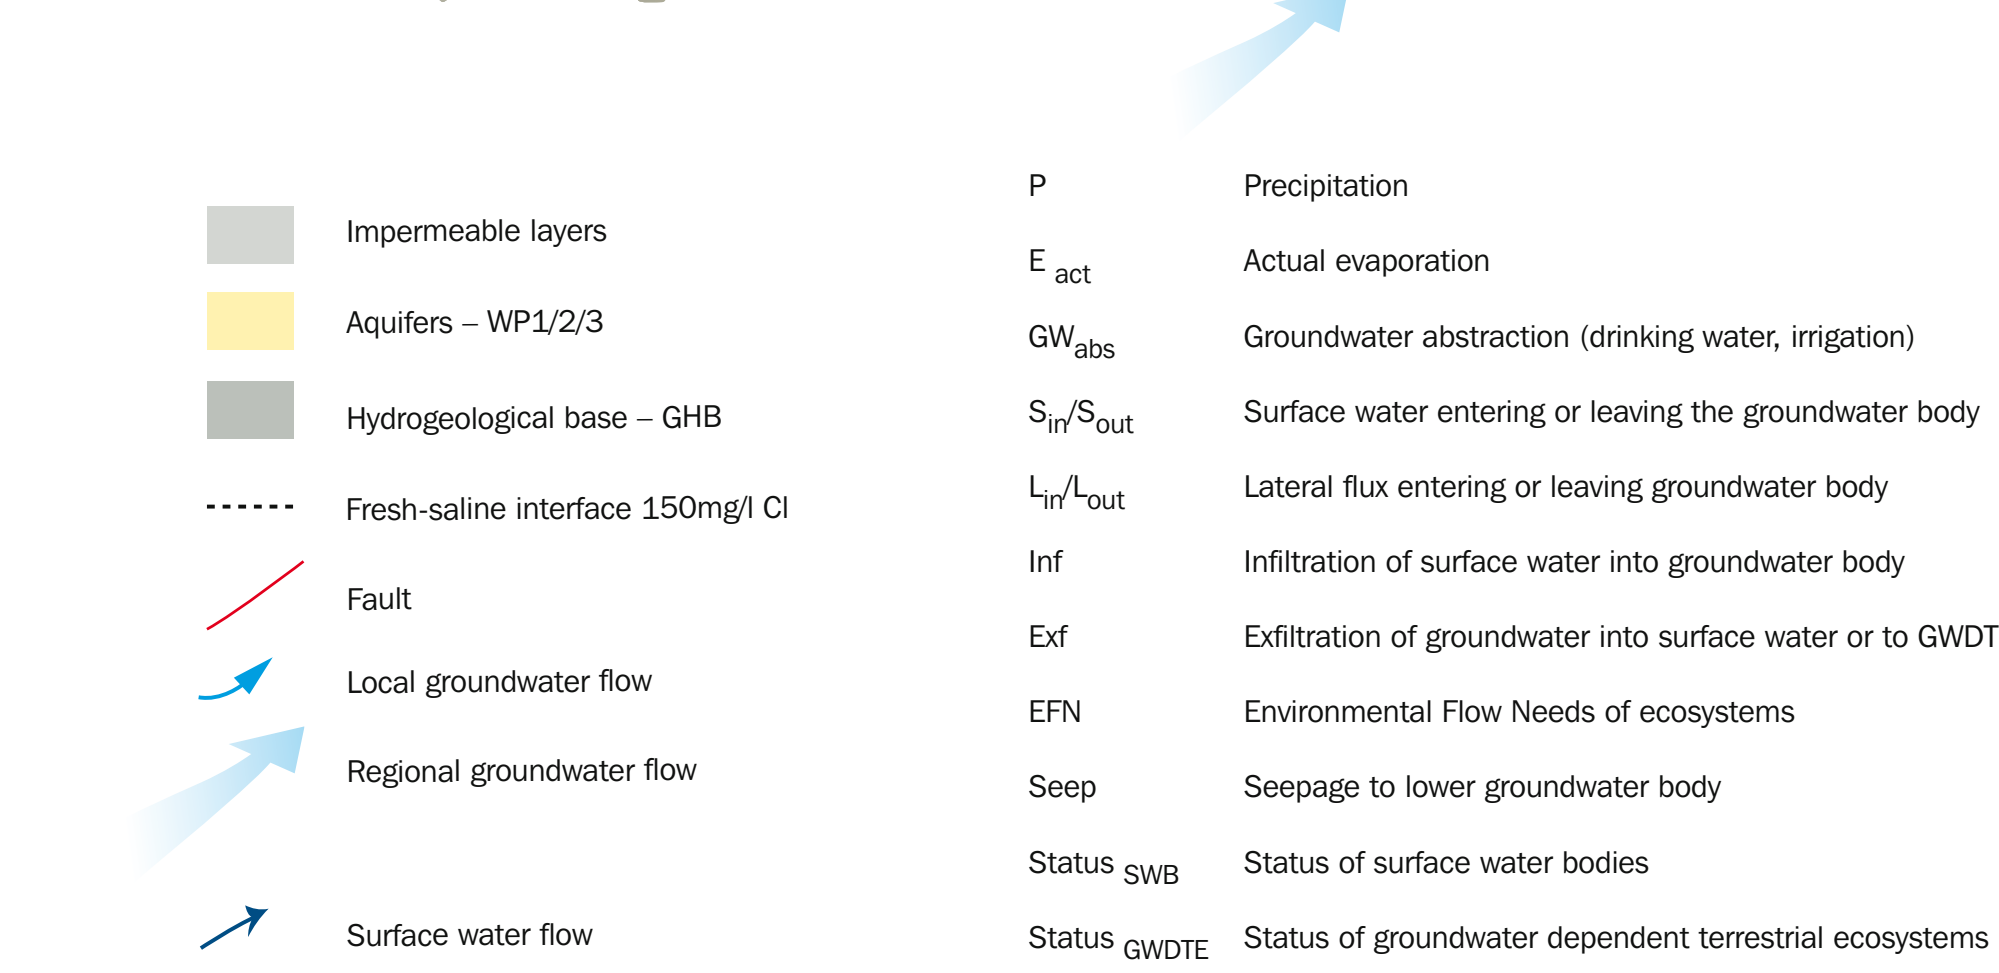 Impermeable layers
Aquifers – WP1/2/3
Hydrogeological base – GHB
Fresh-saline interface 150mg/l Cl
Fault
Local groundwater flow
Regional groundwater flow
Surface water flow
P Precipitation
E act Actual evaporation
GWabs Groundwater abstraction (drinking water, irrigation)
Sin/Sout Surface water entering or leaving the groundwater body
Lin/Lout Lateral flux entering or leaving groundwater body
Inf Infiltration of surface water into groundwater body
Exf Exfiltration of groundwater into surface water or to GWDT
EFN Environmental Flow Needs of ecosystems
Seep Seepage to lower groundwater body
Status SWB Status of surface water bodies
Status GWDTE Status of groundwater dependent terrestrial ecosystems